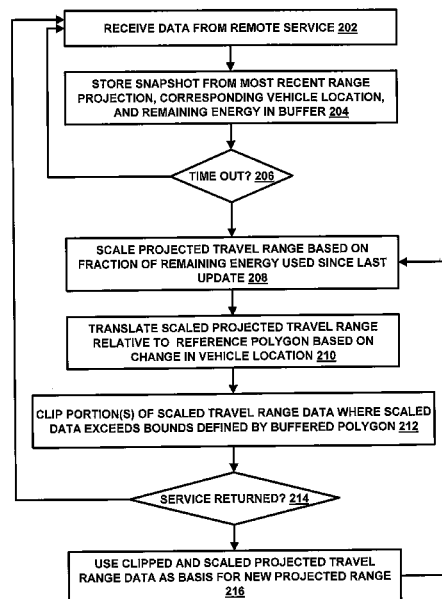 RECEIVE DATA FROM REMOTE SERVICE 202
STORE SNAPSHOT FROM MOST RECENT RANGE
PROJECTION, CORRESPONDING VEHICLE LOCATION,
AND REMAINING ENERGY IN BUFFER 204
TIME OUT? 206
SCALE PROJECTED TRAVEL RANGE BASED ON
FRACTION OF REMAINING ENERGY USED SINCE LAST
UPDATE 208
TRANSLATE SCALED PROJECTED TRAVEL RANGE
RELATIVE TO REFERENCE POLYGON BASED ON
CHANGE IN VEHICLE LOCATION 210
CLIP PORTION(S) OF SCALED TRAVEL RANGE DATA WHERE SCALED
DATA EXCEEDS BOUNDS DEFINED BY BUFFERED POLYGON 212
SERVICE RETURNED? 214
USE CLIPPED AND SCALED PROJECTED TRAVEL
RANGE DATA AS BASIS FOR NEW PROJECTED RANGE
216